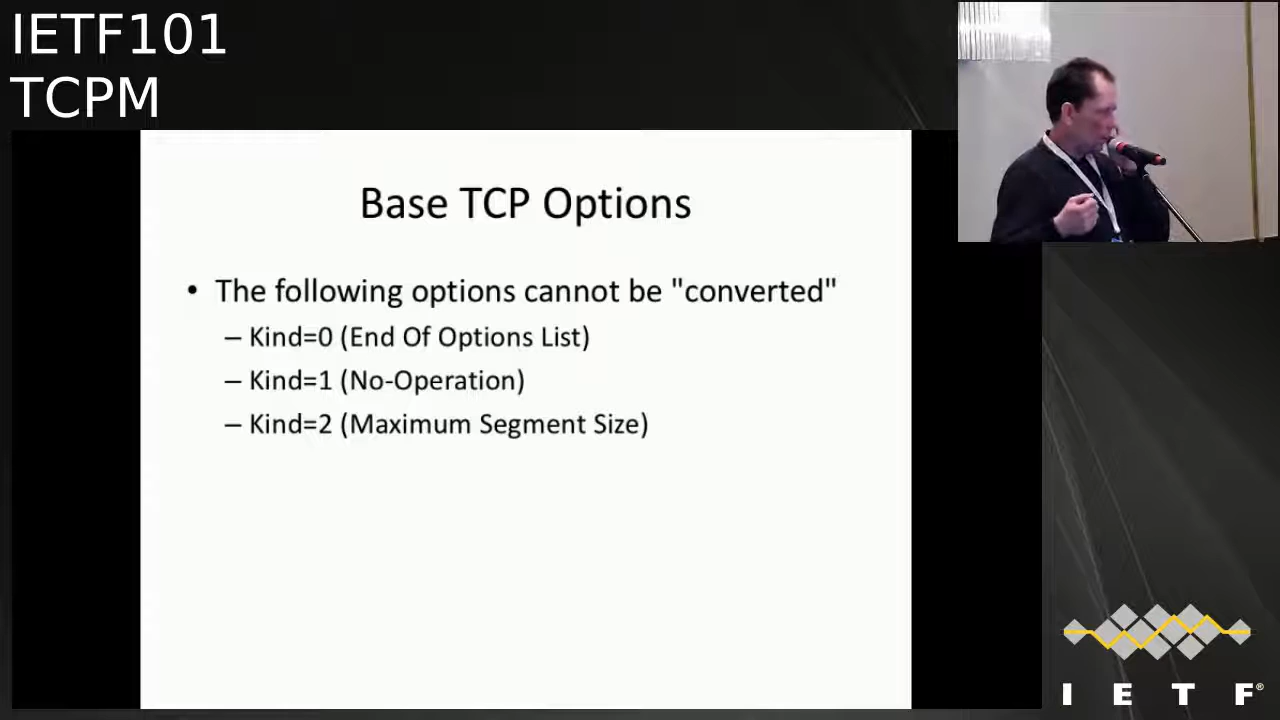 IETF101
TCPM
Base TCP Options
• The following options cannot be "converted"
– Kind=0 (End Of Options List)
– Kind=1 (No-Operation)
– Kind=2 (Maximum Segment Size)
I E T F®